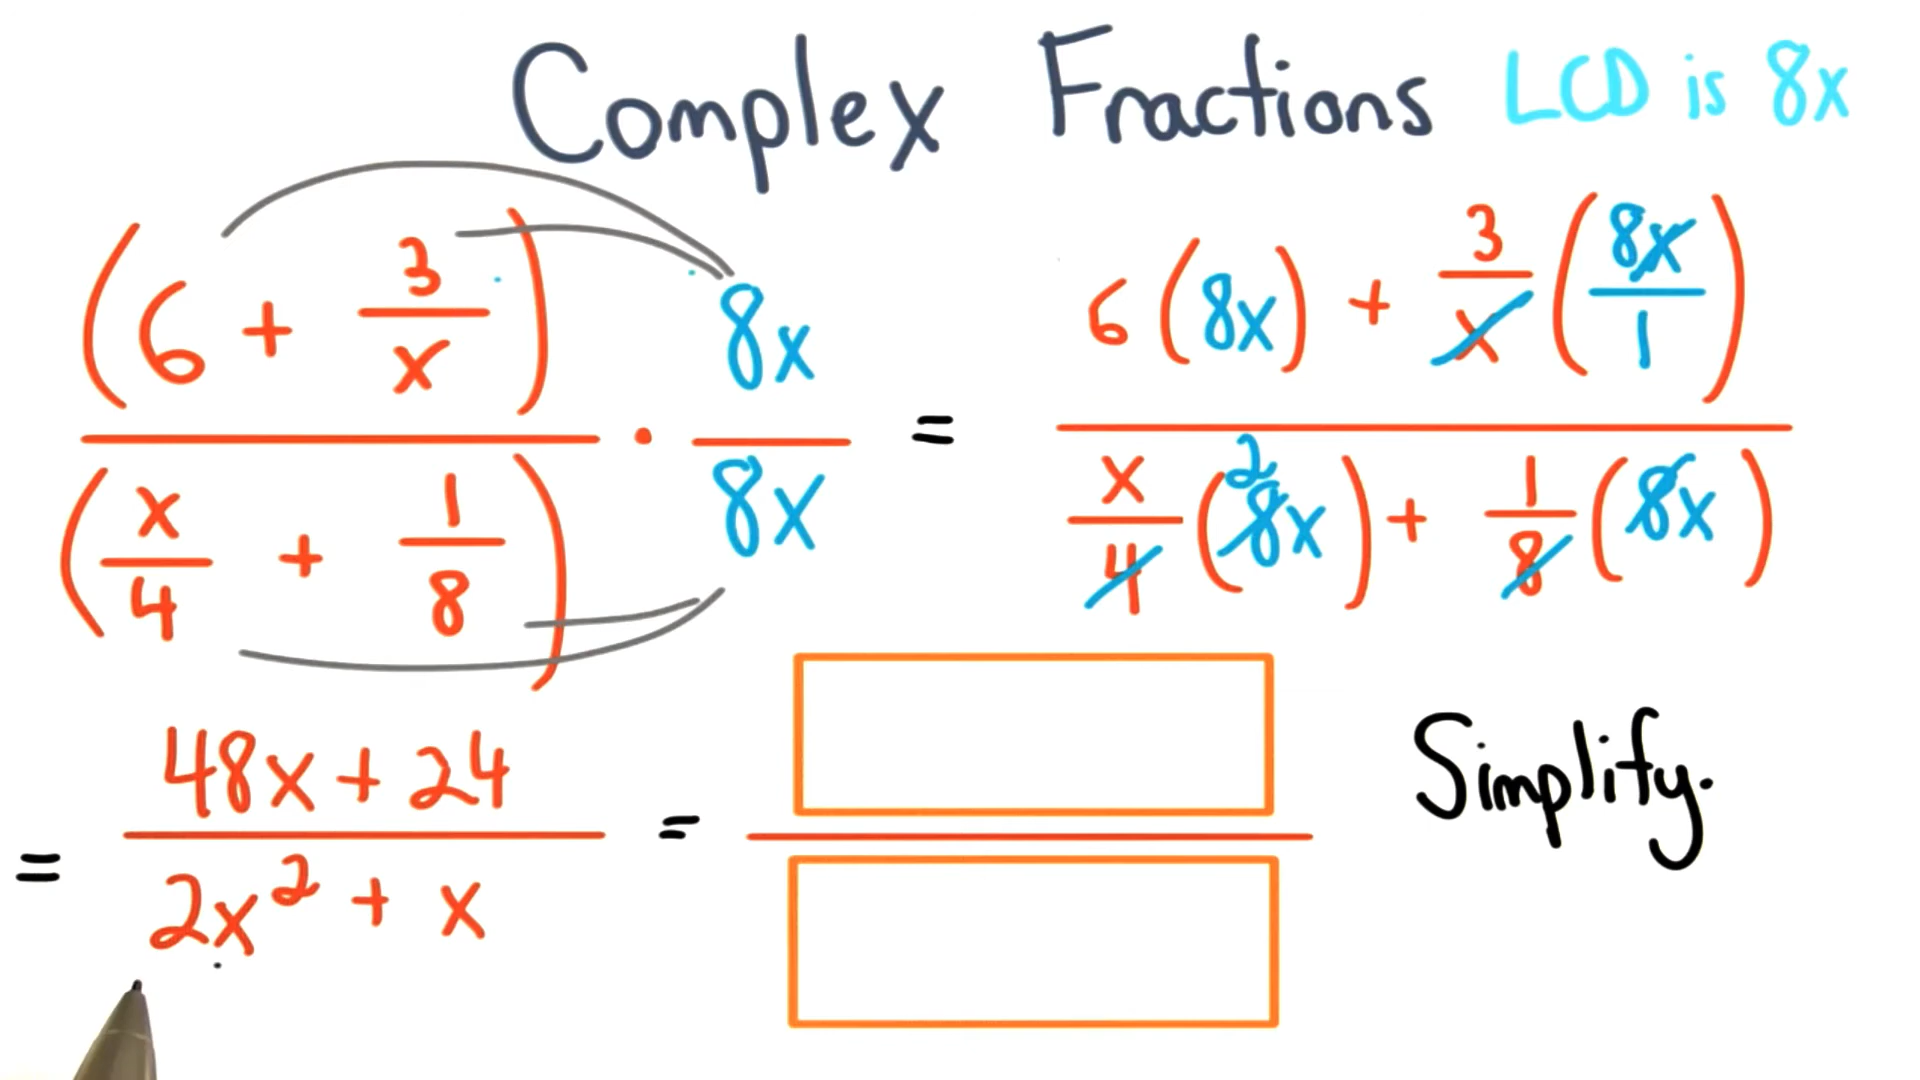 Complex Fractions LCD is 8x
(6 + 3/x) / (x/4 + 1/8) · 8x/8x = (6(8x) + 3/x(8x/1)) / (x/4(8x)2 + 1/8(8x))
= (48x + 24) / (2x² + x) = Simplify.